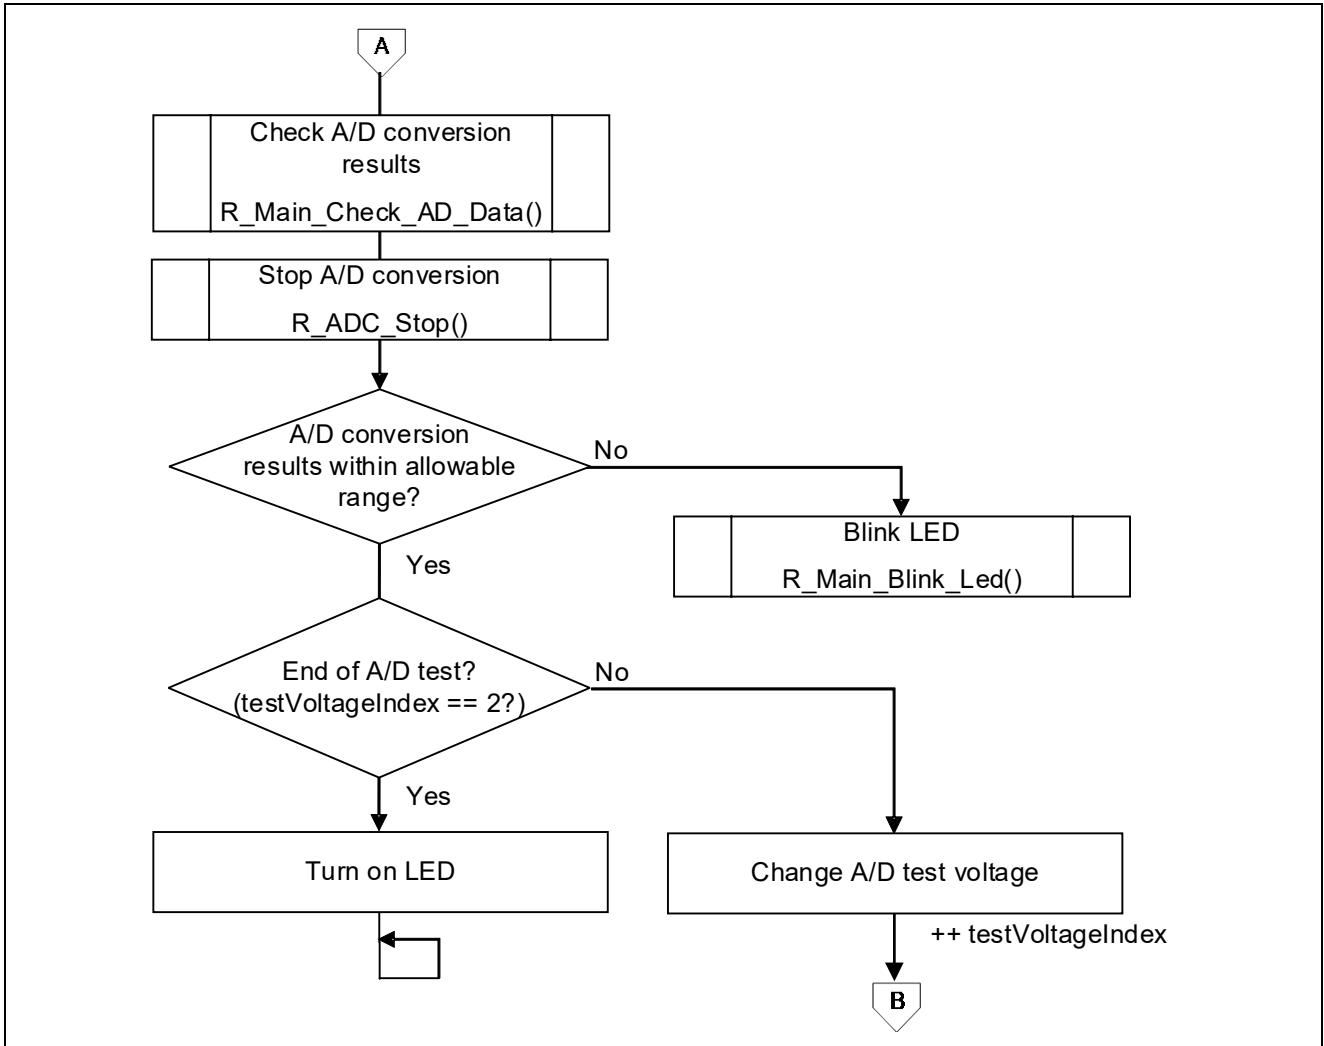 A
Check A/D conversion
results
R_Main_Check_AD_Data()
Stop A/D conversion
R_ADC_Stop()
A/D conversion
results within allowable
range?
No
Blink LED
R_Main_Blink_Led()
Yes
End of A/D test?
(testVoltageIndex == 2?)
No
Yes
Turn on LED
Change A/D test voltage
++ testVoltageIndex
B